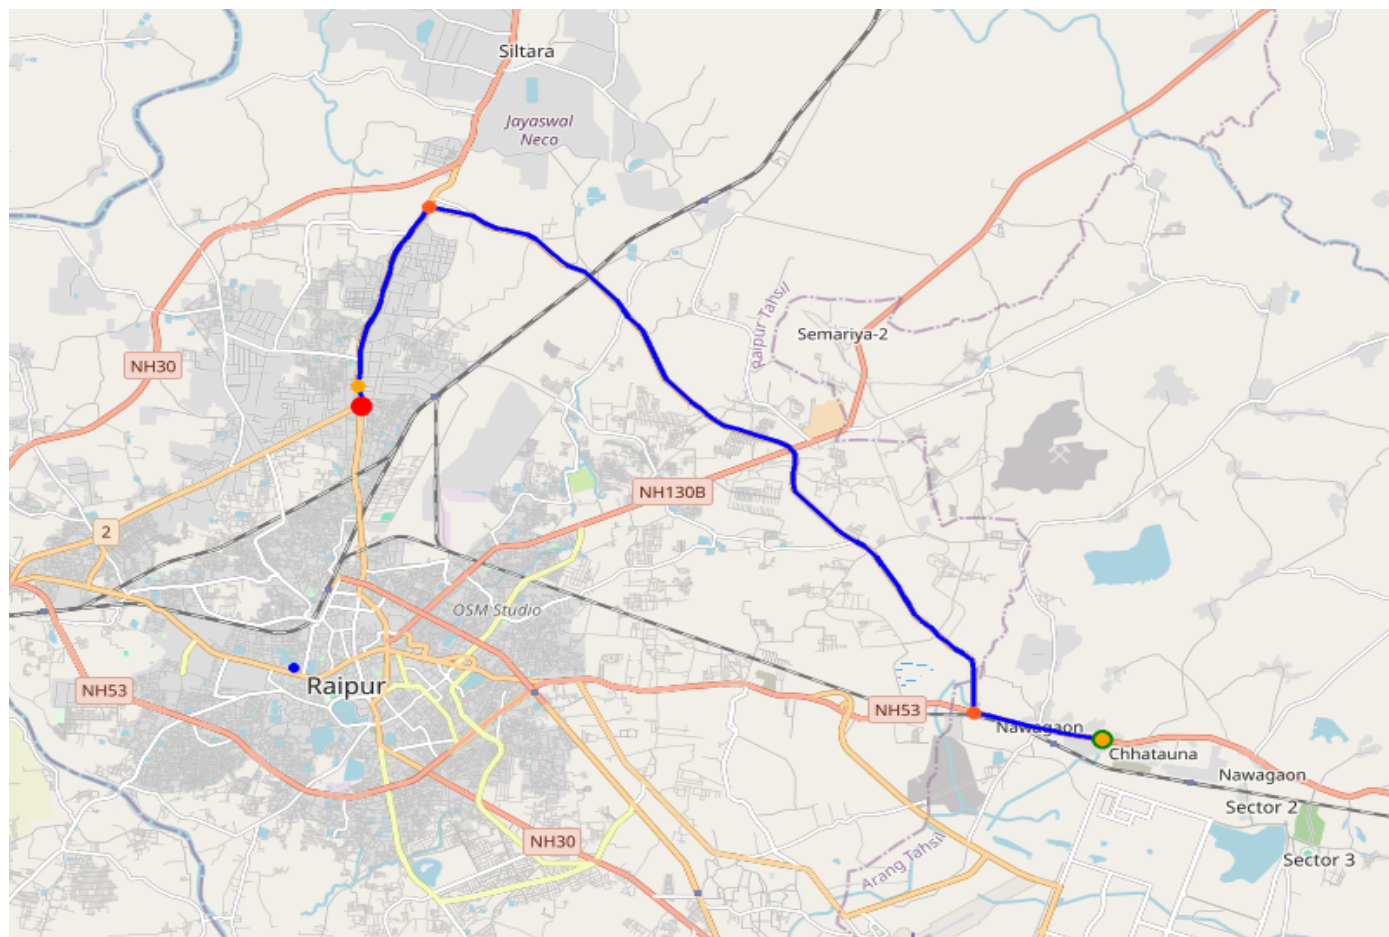 Siltara
Jayaswal
Neco
Raipur Tahsil
Semariya-2
NH30
NH130B
2
OSM Studio
Raipur
NH53
NH53
Nawagaon
Chhatauna
Nawagaon
Sector 2
NH30
Arang Tahsil
Sector 3